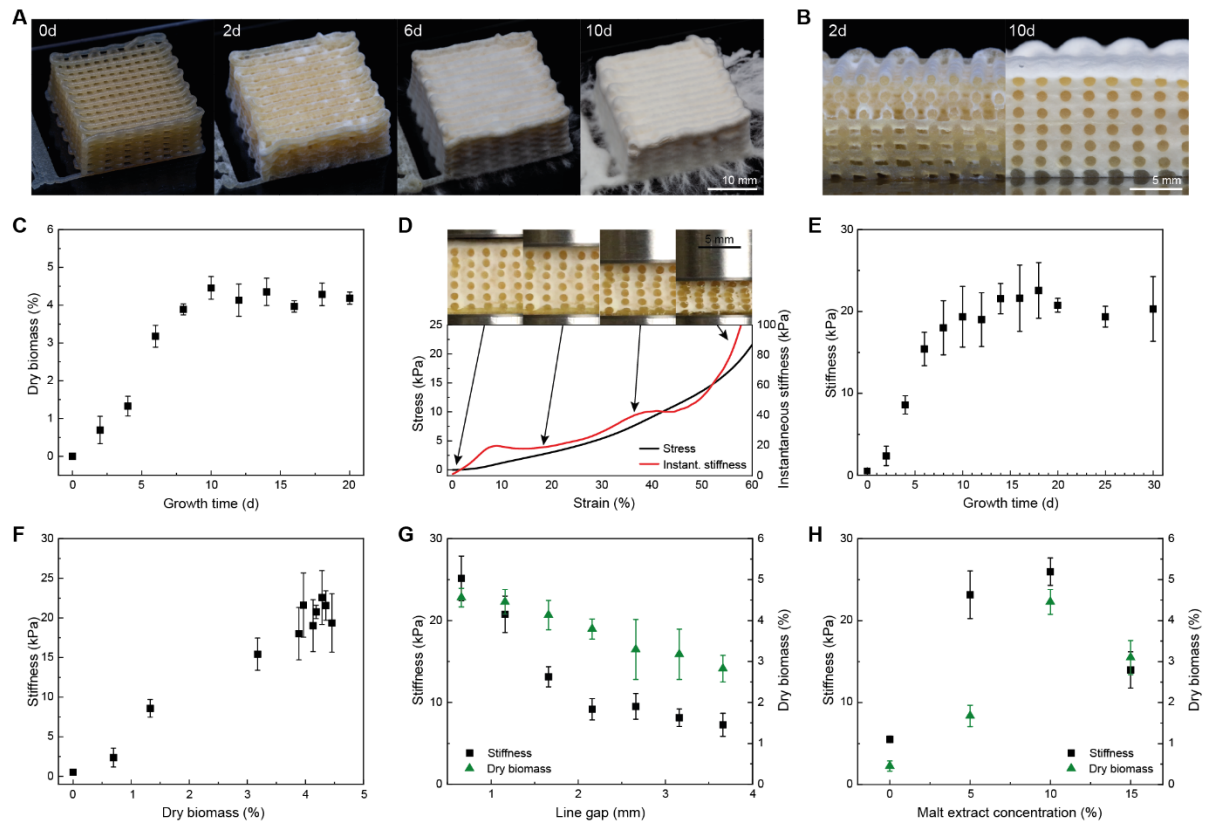 A
0d
2d
6d
10d
10 mm
B
2d
10d
5 mm
C
Dry biomass (%)
6
5
4
3
2
1
0
0 5 10 15 20
Growth time (d)
D
5 mm
Stress (kPa)
25
20
15
10
5
0
Instantaneous stiffness (kPa)
100
80
60
40
20
0
Stress
Instant. stiffness
0 10 20 30 40 50 60
Strain (%)
E
Stiffness (kPa)
30
20
10
0
0 5 10 15 20 25 30
Growth time (d)
F
Stiffness (kPa)
30
25
20
15
10
5
0
0 1 2 3 4 5
Dry biomass (%)
G
Stiffness (kPa)
30
20
10
0
Dry biomass (%)
6
5
4
3
2
1
0
Stiffness
Dry biomass
1 2 3 4
Line gap (mm)
H
Stiffness (kPa)
30
20
10
0
Dry biomass (%)
6
5
4
3
2
1
0
Stiffness
Dry biomass
0 5 10 15
Malt extract concentration (%)